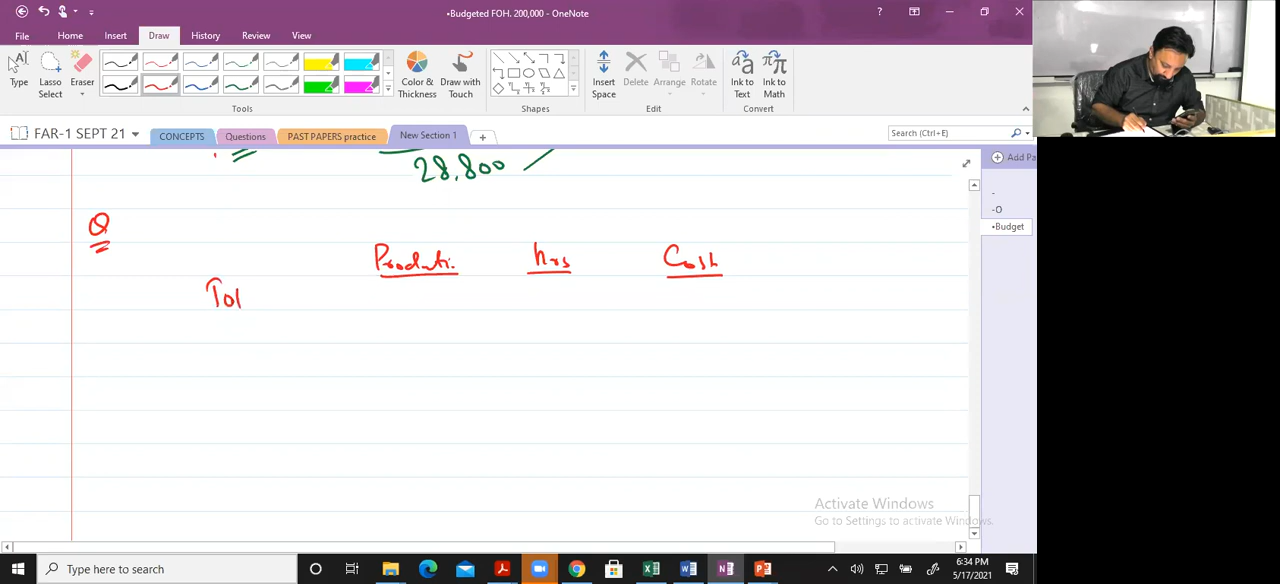 •Budgeted FOH. 200,000 - OneNote
?
File Home Insert Draw History Review View
Type
Lasso Select
Eraser
Color & Thickness
Draw with Touch
Insert Space
Delete
Arrange
Rotate
Ink to Text
Ink to Math
Tools
Shapes
Edit
Convert
FAR-1 SEPT 21
CONCEPTS
Questions
PAST PAPERS practice
New Section 1
Search (Ctrl+E)
Add Pa
-
-O
•Budget
28,800
Q
Producti. hrs Cost
Tol
Activate Windows
Go to Settings to activate Windows.
Type here to search
6:34 PM
5/17/2021